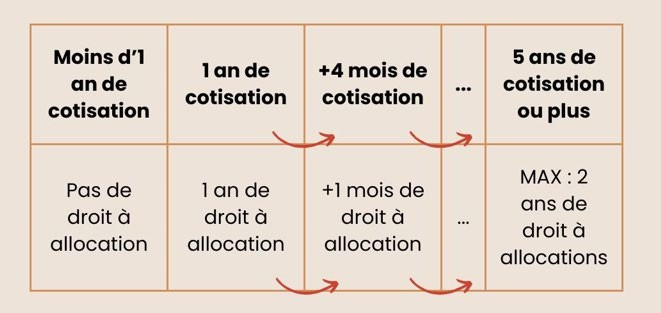 Moins d’1
an de
cotisation
1 an de
cotisation
+4 mois de
cotisation
...
5 ans de
cotisation
ou plus
Pas de
droit à
allocation
1 an de
droit à
allocation
+1 mois de
droit à
allocation
...
MAX : 2
ans de
droit à
allocations